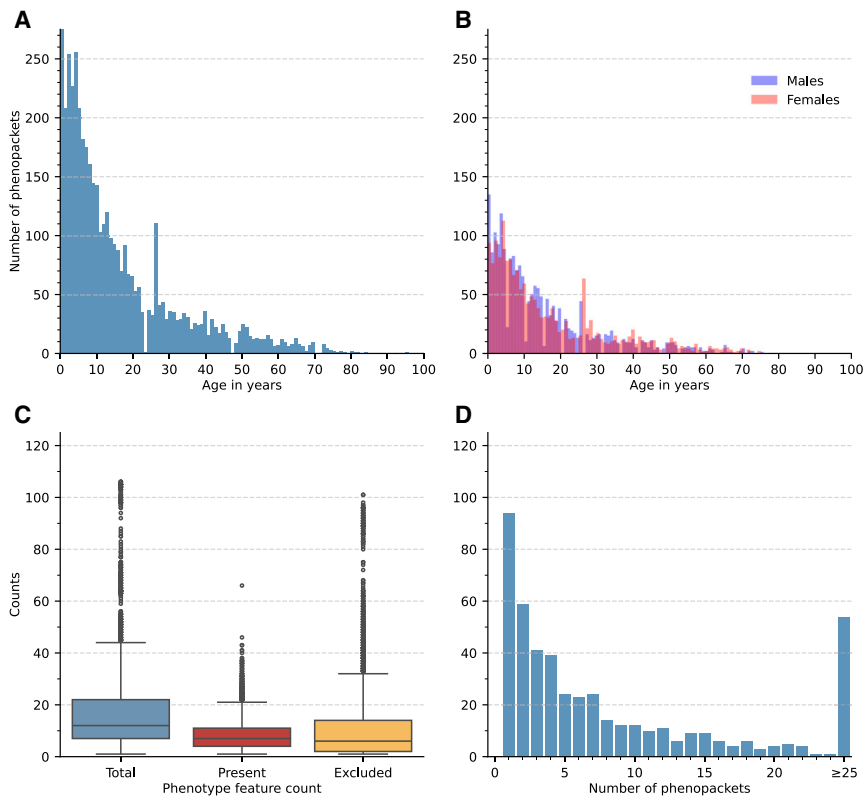 A
B
250
200
150
100
50
0
Number of phenopackets
0 10 20 30 40 50 60 70 80 90 100
Age in years
250
200
150
100
50
0
Males
Females
0 10 20 30 40 50 60 70 80 90 100
Age in years
C
D
120
100
80
60
40
20
0
Counts
Total Present Excluded
Phenotype feature count
120
100
80
60
40
20
0
0 5 10 15 20 ≥25
Number of phenopackets